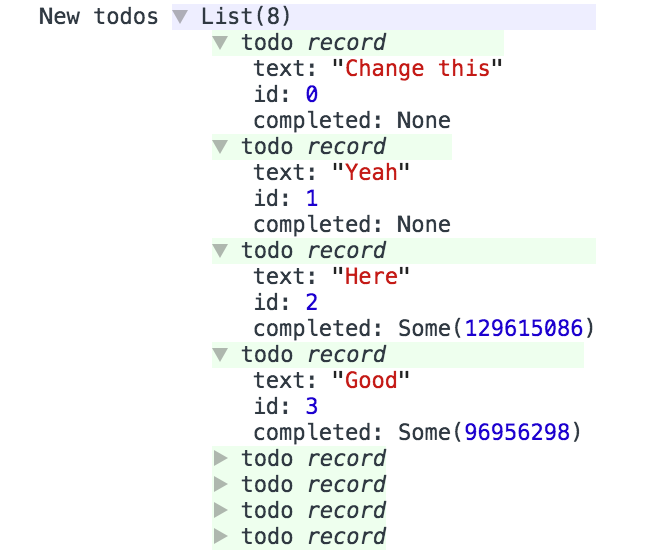 New todos ▼ List(8)
▼ todo record
text: "Change this"
id: 0
completed: None
▼ todo record
text: "Yeah"
id: 1
completed: None
▼ todo record
text: "Here"
id: 2
completed: Some(129615086)
▼ todo record
text: "Good"
id: 3
completed: Some(96956298)
▶ todo record
▶ todo record
▶ todo record
▶ todo record